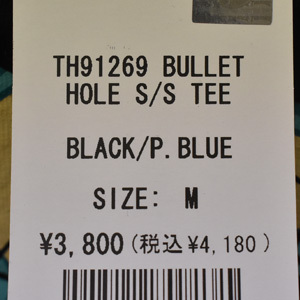 TH91269 BULLET
HOLE S/S TEE
BLACK/P.BLUE
SIZE: M
¥3,800(税込¥4,180)